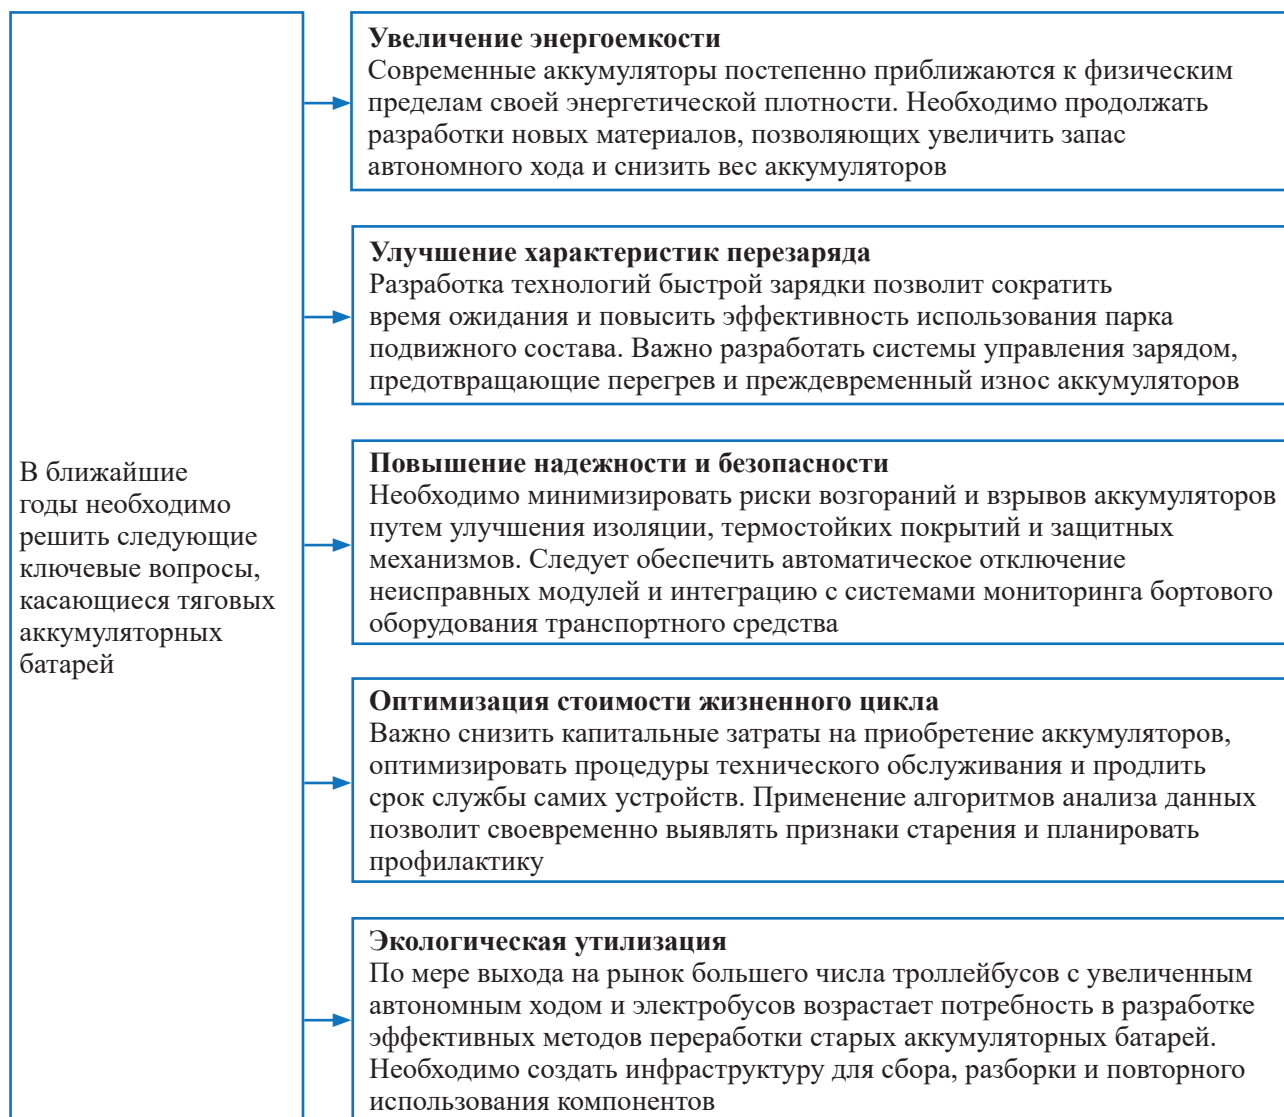 В ближайшие
годы необходимо
решить следующие
ключевые вопросы,
касающиеся тяговых
аккумуляторных
батарей
Увеличение энергоемкости
Современные аккумуляторы постепенно приближаются к физическим
пределам своей энергетической плотности. Необходимо продолжать
разработки новых материалов, позволяющих увеличить запас
автономного хода и снизить вес аккумуляторов
Улучшение характеристик перезаряда
Разработка технологий быстрой зарядки позволит сократить
время ожидания и повысить эффективность использования парка
подвижного состава. Важно разработать системы управления зарядом,
предотвращающие перегрев и преждевременный износ аккумуляторов
Повышение надежности и безопасности
Необходимо минимизировать риски возгораний и взрывов аккумуляторов
путем улучшения изоляции, термостойких покрытий и защитных
механизмов. Следует обеспечить автоматическое отключение
неисправных модулей и интеграцию с системами мониторинга бортового
оборудования транспортного средства
Оптимизация стоимости жизненного цикла
Важно снизить капитальные затраты на приобретение аккумуляторов,
оптимизировать процедуры технического обслуживания и продлить
срок службы самих устройств. Применение алгоритмов анализа данных
позволит своевременно выявлять признаки старения и планировать
профилактику
Экологическая утилизация
По мере выхода на рынок большего числа троллейбусов с увеличенным
автономным ходом и электробусов возрастает потребность в разработке
эффективных методов переработки старых аккумуляторных батарей.
Необходимо создать инфраструктуру для сбора, разборки и повторного
использования компонентов